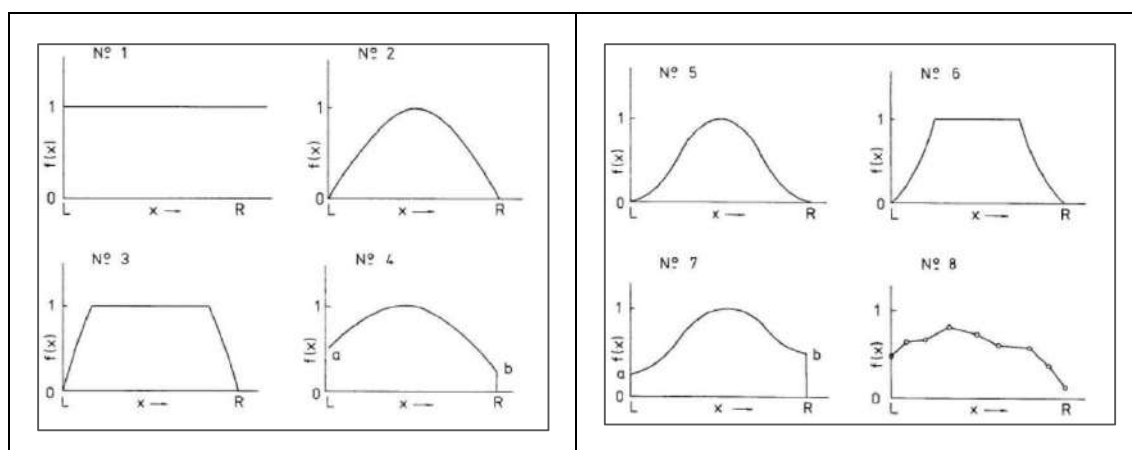 Nº 1
1
f(x)
0
L x → R
Nº 2
1
f(x)
0
L x → R
Nº 3
1
f(x)
0
L x → R
Nº 4
1
f(x)
a
b
0
L x → R
Nº 5
1
f(x)
0
L x → R
Nº 6
1
f(x)
0
L x → R
Nº 7
1
f(x)
a
b
0
L x → R
Nº 8
1
f(x)
0
L x → R